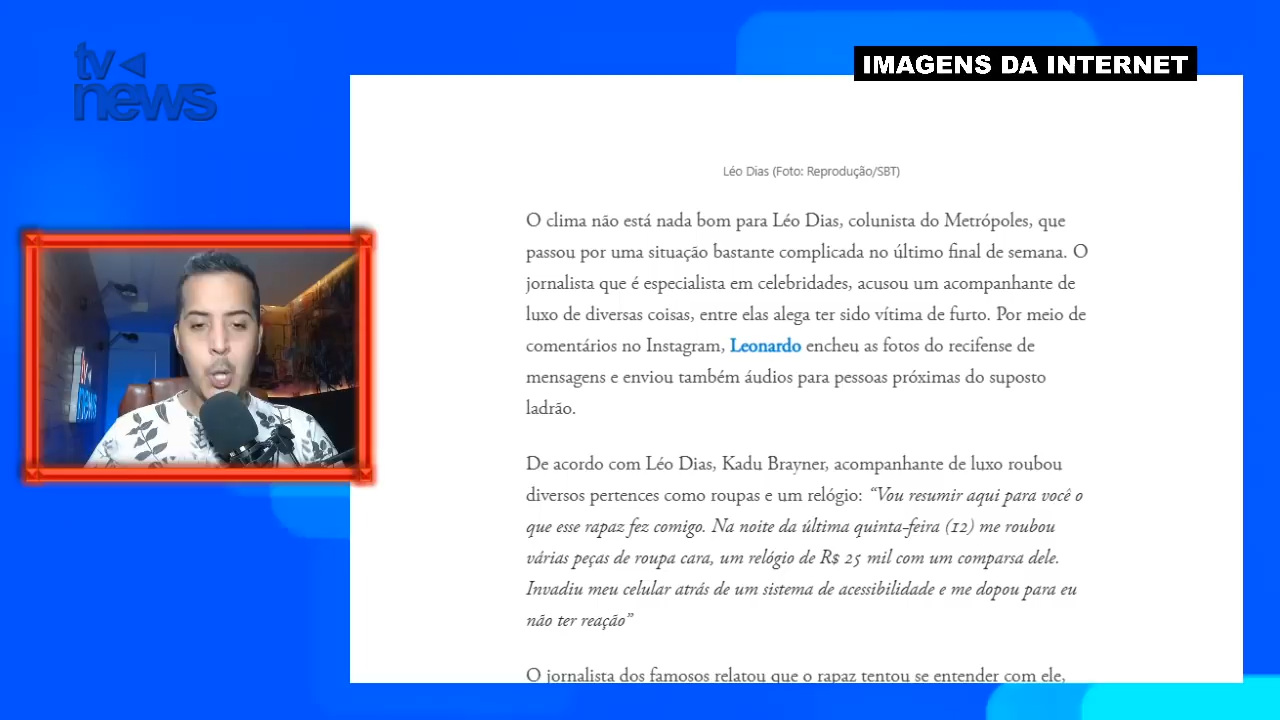 tv
news
IMAGENS DA INTERNET
Léo Dias (Foto: Reprodução/SBT)
O clima não está nada bom para Léo Dias, colunista do Metrópoles, que
passou por uma situação bastante complicada no último final de semana. O
jornalista que é especialista em celebridades, acusou um acompanhante de
luxo de diversas coisas, entre elas alega ter sido vítima de furto. Por meio de
comentários no Instagram, Leonardo encheu as fotos do recifense de
mensagens e enviou também áudios para pessoas próximas do suposto
ladrão.
De acordo com Léo Dias, Kadu Brayner, acompanhante de luxo roubou
diversos pertences como roupas e um relógio: “Vou resumir aqui para você o
que esse rapaz fez comigo. Na noite da última quinta-feira (12) me roubou
várias peças de roupa cara, um relógio de R$ 25 mil com um comparsa dele.
Invadiu meu celular atrás de um sistema de acessibilidade e me dopou para eu
não ter reação”
O jornalista dos famosos relatou que o rapaz tentou se entender com ele,
tv
news